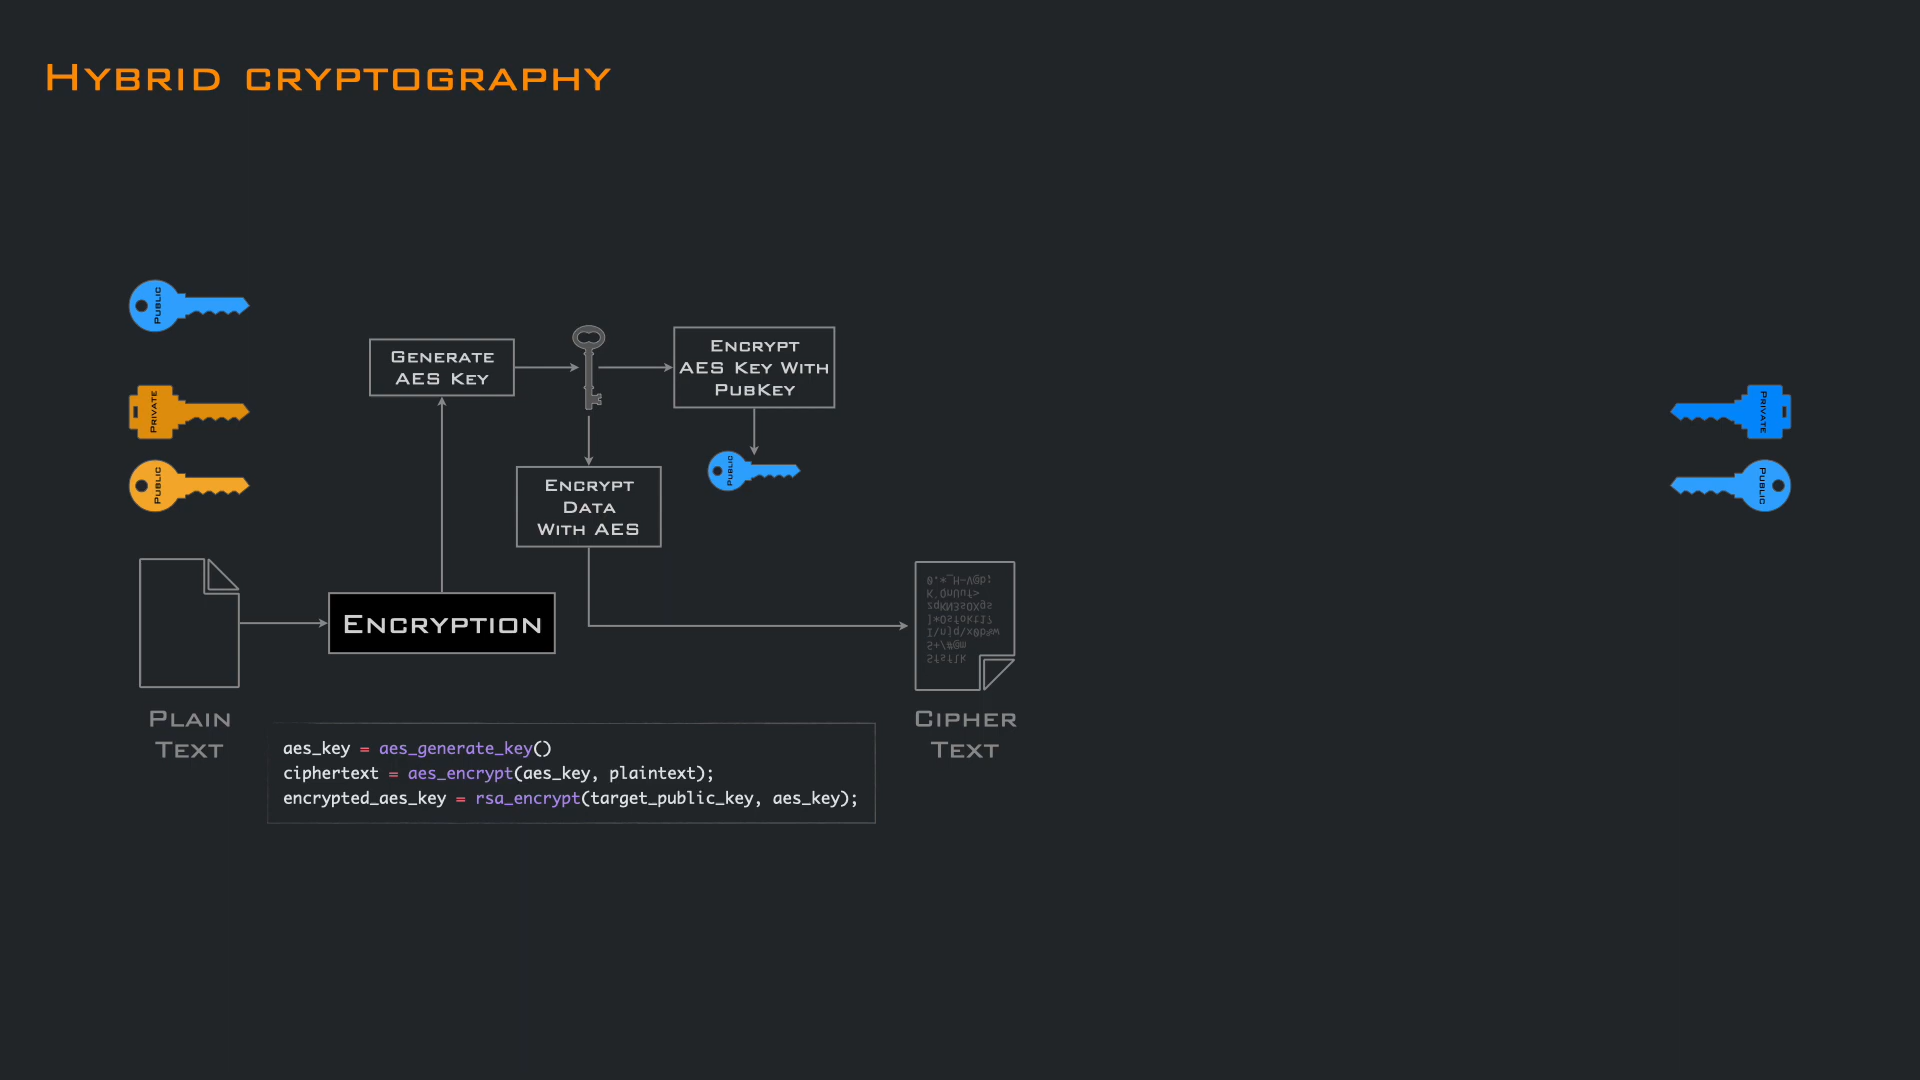 Hybrid cryptography
Public
Private
Public
Generate
AES Key
Encrypt
AES Key With
PubKey
Public
Encrypt
Data
With AES
Encryption
Plain
Text
Cipher
Text
Private
Public
aes_key = aes_generate_key()
ciphertext = aes_encrypt(aes_key, plaintext);
encrypted_aes_key = rsa_encrypt(target_public_key, aes_key);